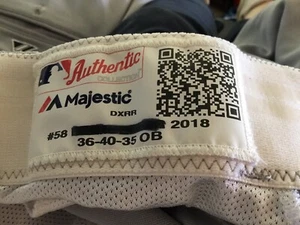 Authentic
COLLECTION
Majestic
DXRR
#58 2018
36-40-35 OB